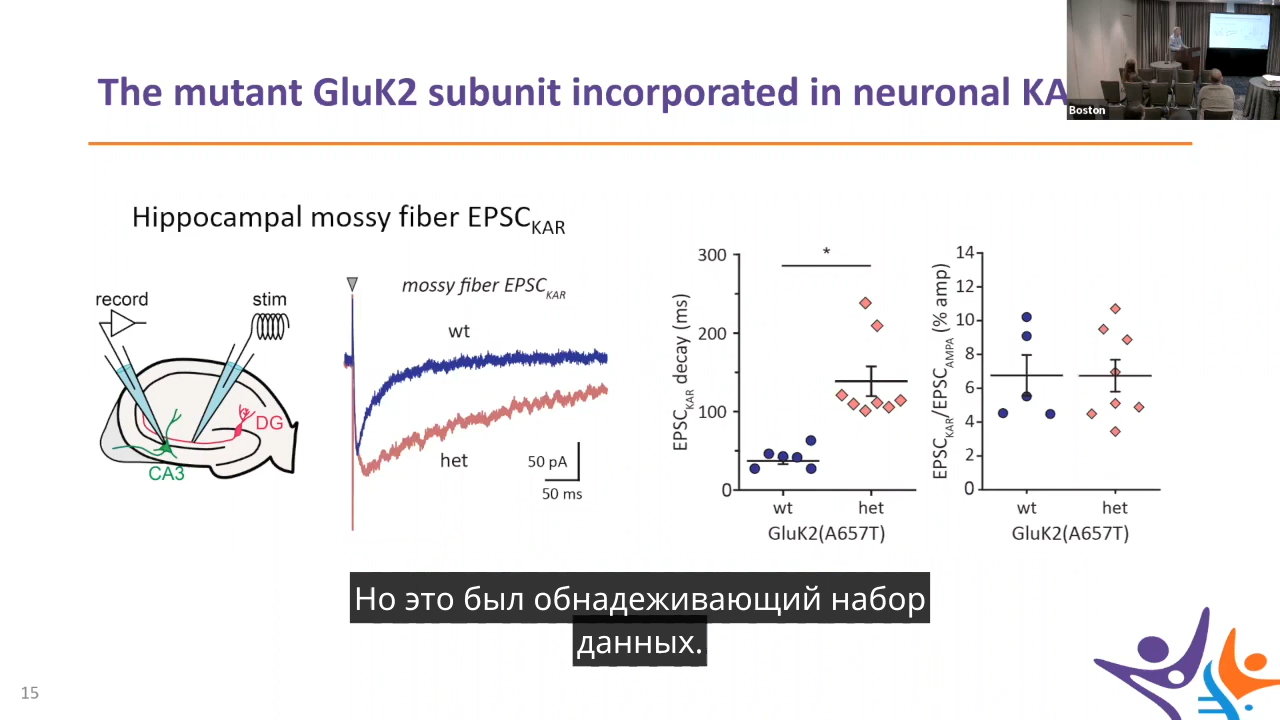 The mutant GluK2 subunit incorporated in neuronal KA
Boston
Hippocampal mossy fiber EPSCKAR
record
stim
DG
CA3
mossy fiber EPSCKAR
wt
het
50 pA
50 ms
EPSCKAR decay (ms)
300
200
100
0
*
wt
het
GluK2(A657T)
EPSCKAR/EPSCAMPA (% amp)
14
12
10
8
6
4
2
0
wt
het
GluK2(A657T)
Но это был обнадеживающий набор
данных.
15